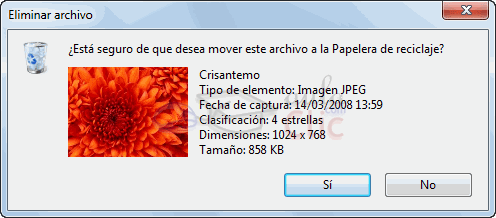 Eliminar archivo
¿Está seguro de que desea mover este archivo a la Papelera de reciclaje?
Crisantemo
Tipo de elemento: Imagen JPEG
Fecha de captura: 14/03/2008 13:59
Clasificación: 4 estrellas
Dimensiones: 1024 x 768
Tamaño: 858 KB
Sí
No